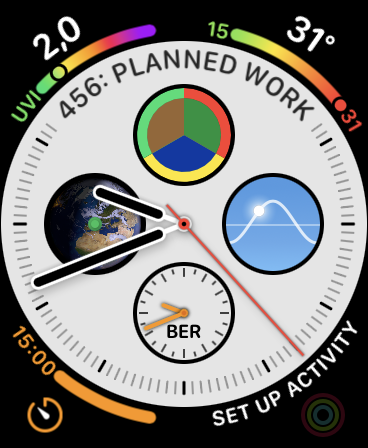 2,0
UVI
15
31°
31
456: PLANNED WORK
BER
15:00
SET UP ACTIVITY